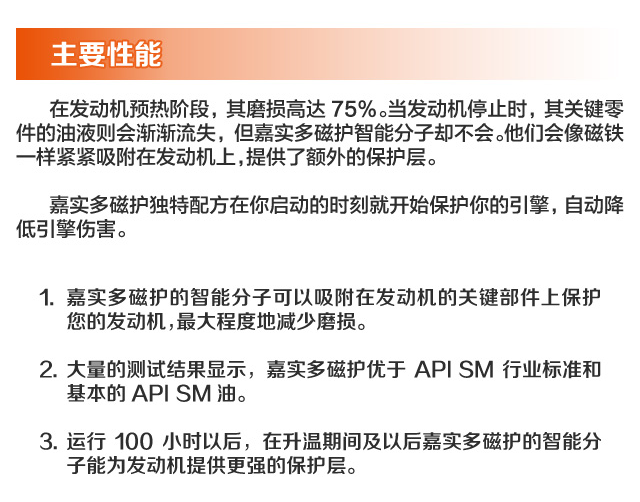 主要性能
在发动机预热阶段，其磨损高达 75%。当发动机停止时，其关键零
件的油液则会渐渐流失，但嘉实多磁护智能分子却不会。他们会像磁铁
一样紧紧吸附在发动机上，提供了额外的保护层。
嘉实多磁护独特配方在你启动的时刻就开始保护你的引擎，自动降
低引擎伤害。
1. 嘉实多磁护的智能分子可以吸附在发动机的关键部件上保护
您的发动机，最大程度地减少磨损。
2. 大量的测试结果显示，嘉实多磁护优于 API SM 行业标准和
基本的 API SM 油。
3. 运行 100 小时以后，在升温期间及以后嘉实多磁护的智能分
子能为发动机提供更强的保护层。